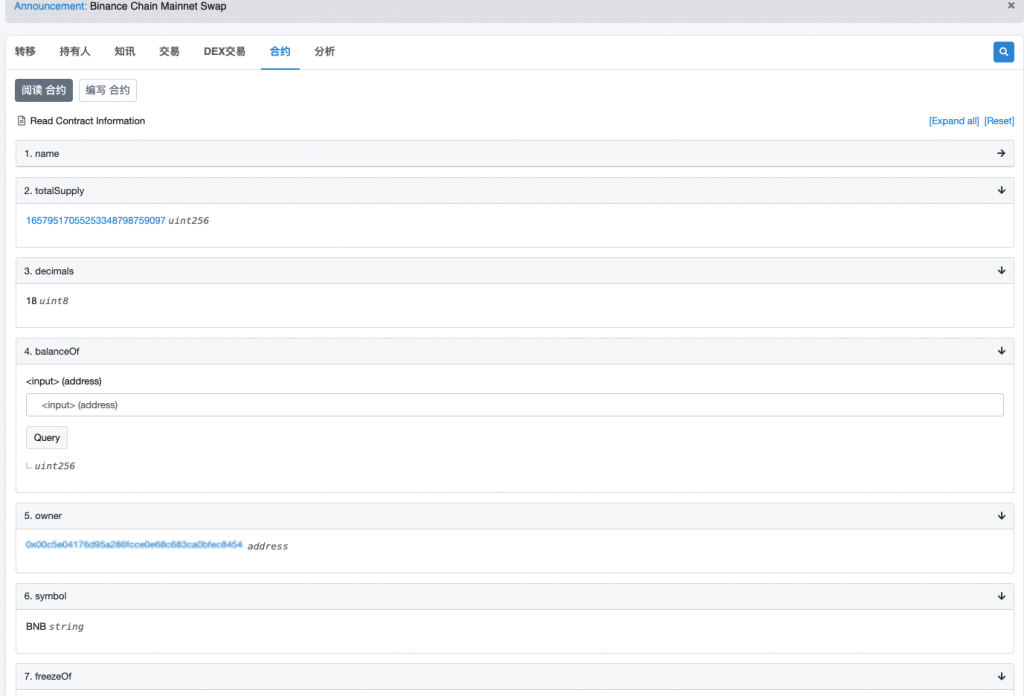 Announcement: Binance Chain Mainnet Swap
转移 持有人 知讯 交易 DEX交易 合约 分析
阅读 合约 编写 合约
Read Contract Information [Expand all] [Reset]
1. name
2. totalSupply
16579517055253348798759097 uint256
3. decimals
18 uint8
4. balanceOf
<input> (address)
<input> (address)
Query
uint256
5. owner
0x00c5e04176d95a286fcce0e68c683ca0bfec8454 address
6. symbol
BNB string
7. freezeOf